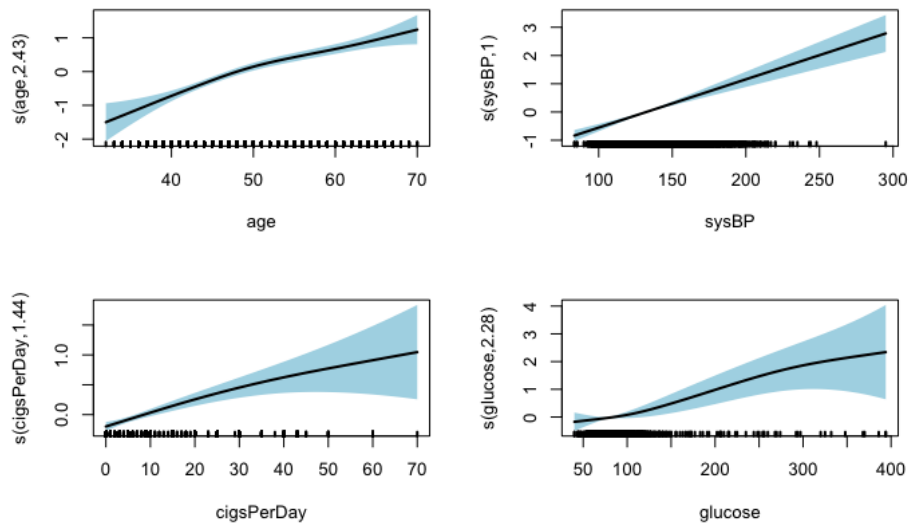 s(age,2.43)
1
0
-1
-2
40 50 60 70
age
s(sysBP,1)
3
2
1
0
-1
100 150 200 250 300
sysBP
s(cigsPerDay,1.44)
1.0
0.0
0 10 20 30 40 50 60 70
cigsPerDay
s(glucose,2.28)
4
3
2
1
0
50 100 200 300 400
glucose